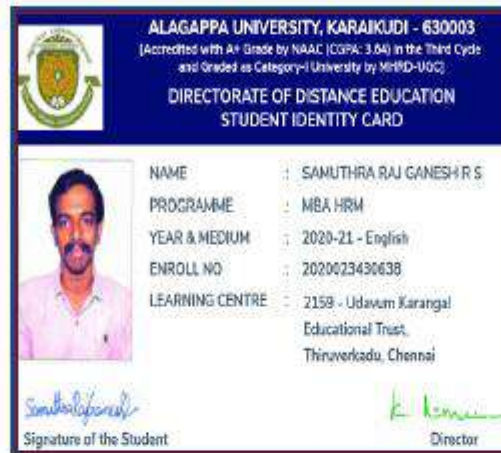 ALAGAPPA UNIVERSITY, KARAIKUDI - 630003
[Accredited with A+ Grade by NAAC (CGPA: 3.64) in the Third Cycle
and Graded as Category-I University by MHRD-UGC]
DIRECTORATE OF DISTANCE EDUCATION
STUDENT IDENTITY CARD
NAME : SAMUTHRA RAJ GANESH R S
PROGRAMME : MBA HRM
YEAR & MEDIUM : 2020-21 - English
ENROLL NO : 2020023430638
LEARNING CENTRE : 2159 - Udavum Karangal
Educational Trust,
Thiruverkadu, Chennai
Signature of the Student
Director